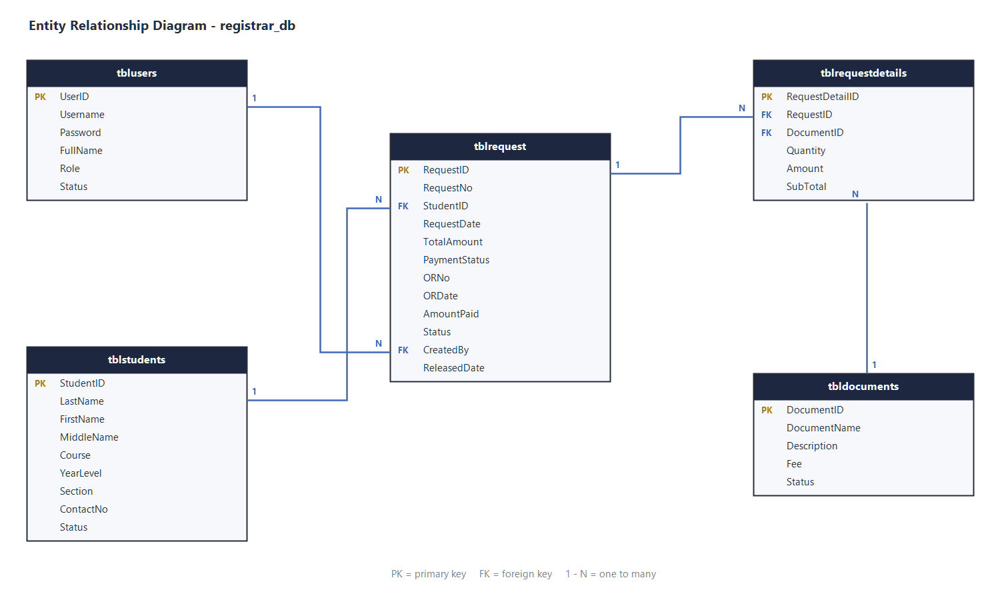 Entity Relationship Diagram - registrar_db
tblusers
PK UserID
Username
Password
FullName
Role
Status
1
tblstudents
PK StudentID
LastName
FirstName
MiddleName
Course
YearLevel
Section
ContactNo
Status
1
tblrequest
PK RequestID
RequestNo
N
FK StudentID
RequestDate
TotalAmount
PaymentStatus
ORNo
ORDate
AmountPaid
Status
N
FK CreatedBy
ReleasedDate
1
tblrequestdetails
PK RequestDetailID
N
FK RequestID
FK DocumentID
Quantity
Amount
SubTotal
N
1
tbldocuments
PK DocumentID
DocumentName
Description
Fee
Status
PK = primary key FK = foreign key 1 - N = one to many